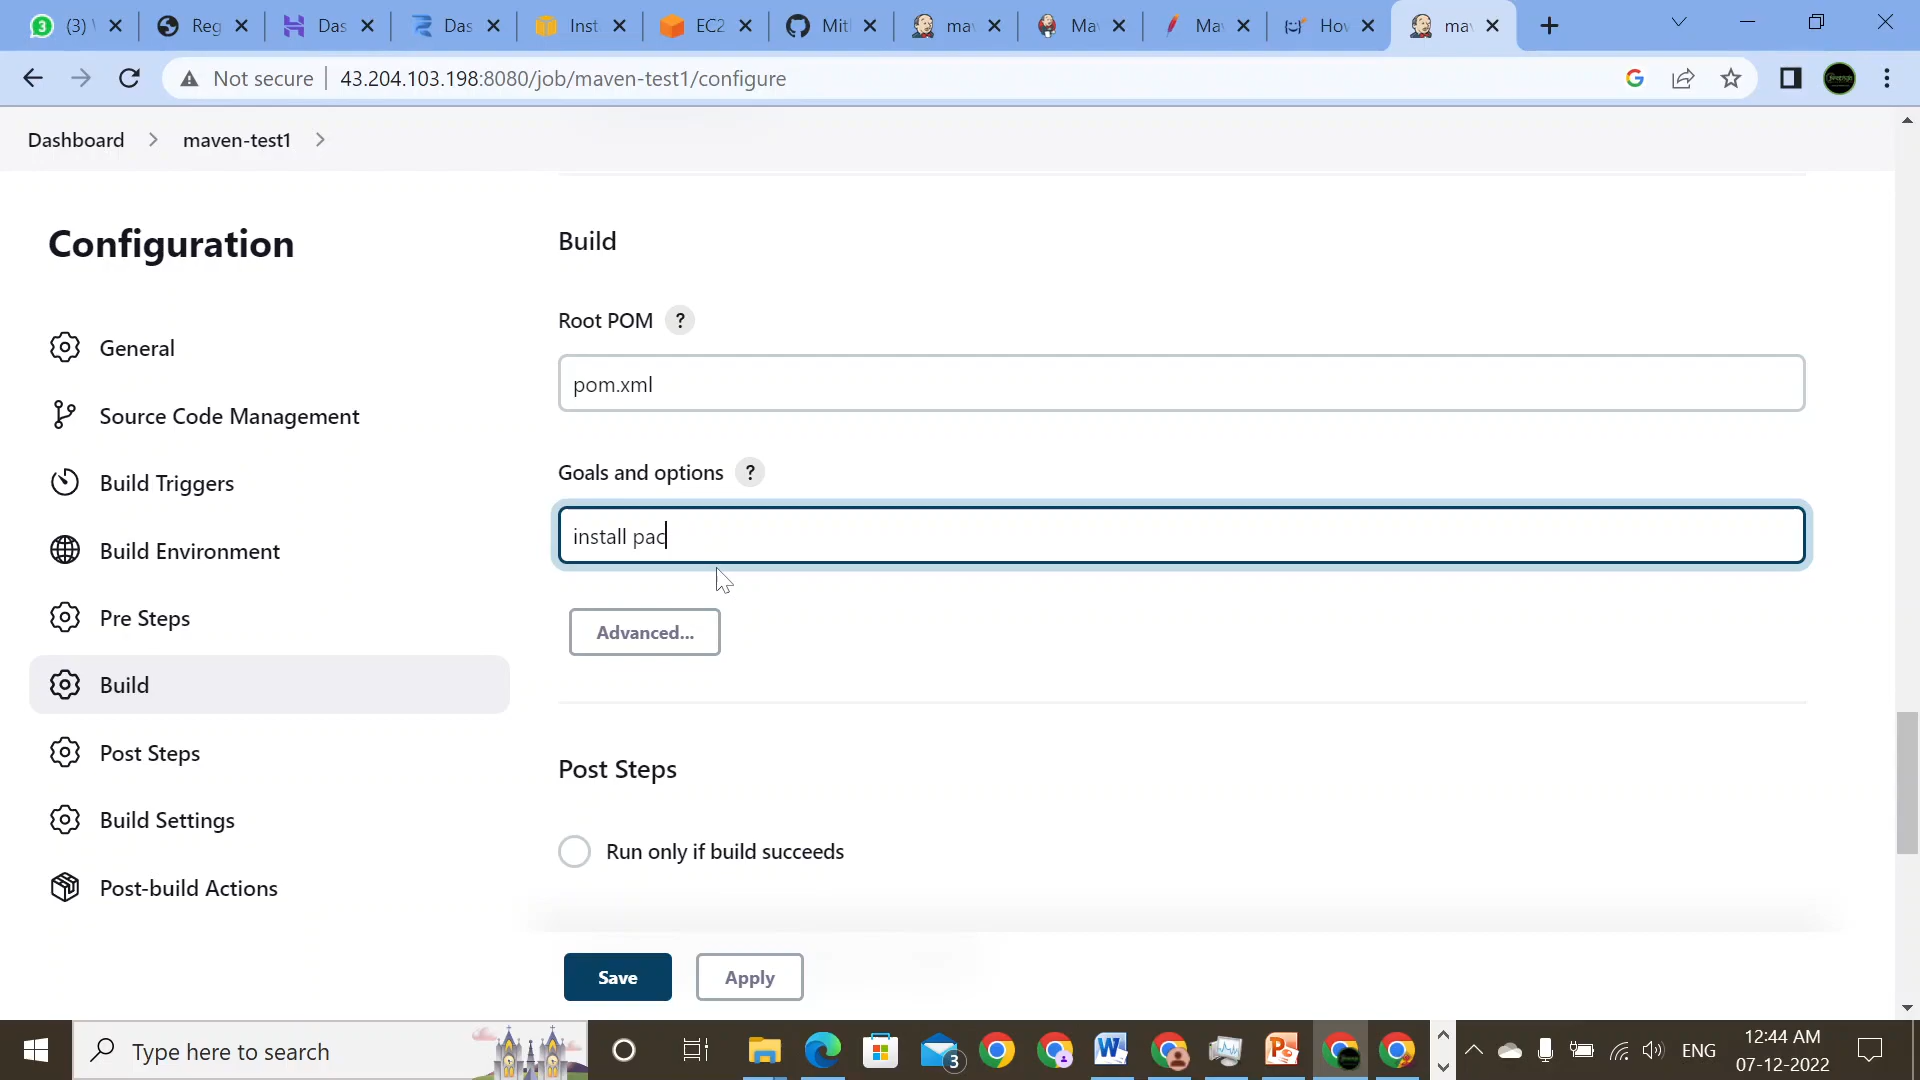 (3) \
Reg
Das
Das
Inst
EC2
Mitl
ma
Ma
Ma
How
ma
Not secure
43.204.103.198:8080/job/maven-test1/configure
Dashboard
maven-test1
Configuration
General
Source Code Management
Build Triggers
Build Environment
Pre Steps
Build
Post Steps
Build Settings
Post-build Actions
Build
Root POM ?
pom.xml
Goals and options ?
install pac
Advanced...
Post Steps
Run only if build succeeds
Save
Apply
Type here to search
3
ENG
12:44 AM
07-12-2022